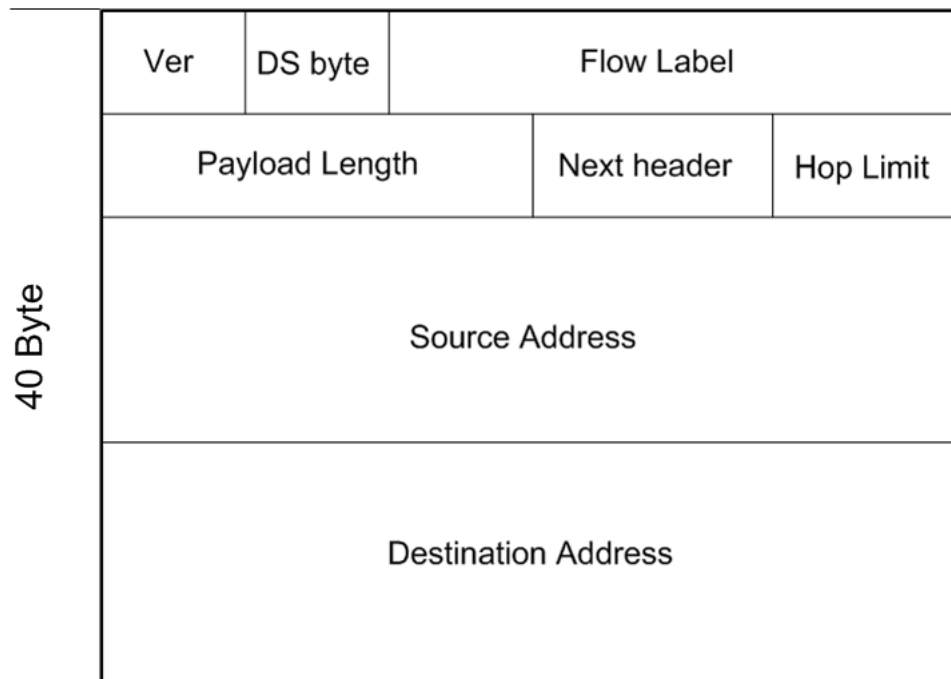 Ver DS byte Flow Label
Payload Length Next header Hop Limit
40 Byte
Source Address
Destination Address